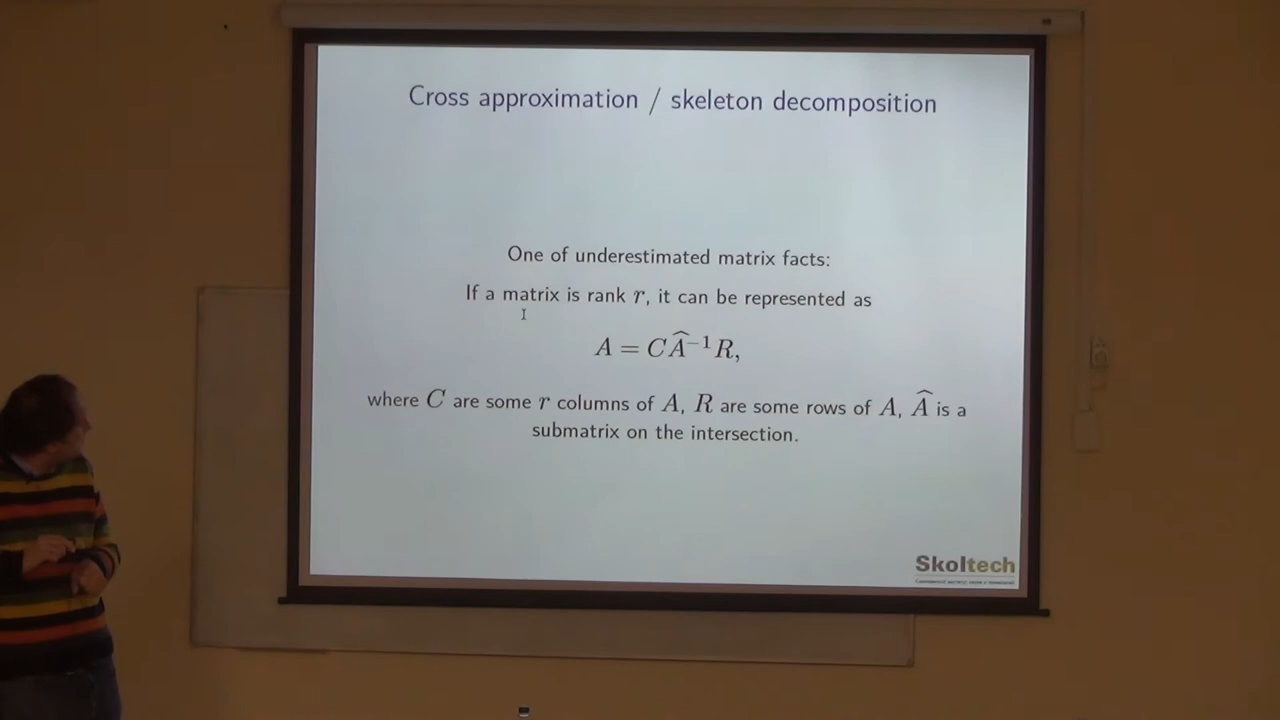 Cross approximation / skeleton decomposition
One of underestimated matrix facts:
If a matrix is rank r, it can be represented as
A = CÂ⁻¹R,
where C are some r columns of A, R are some rows of A, Â is a
submatrix on the intersection.
Skoltech